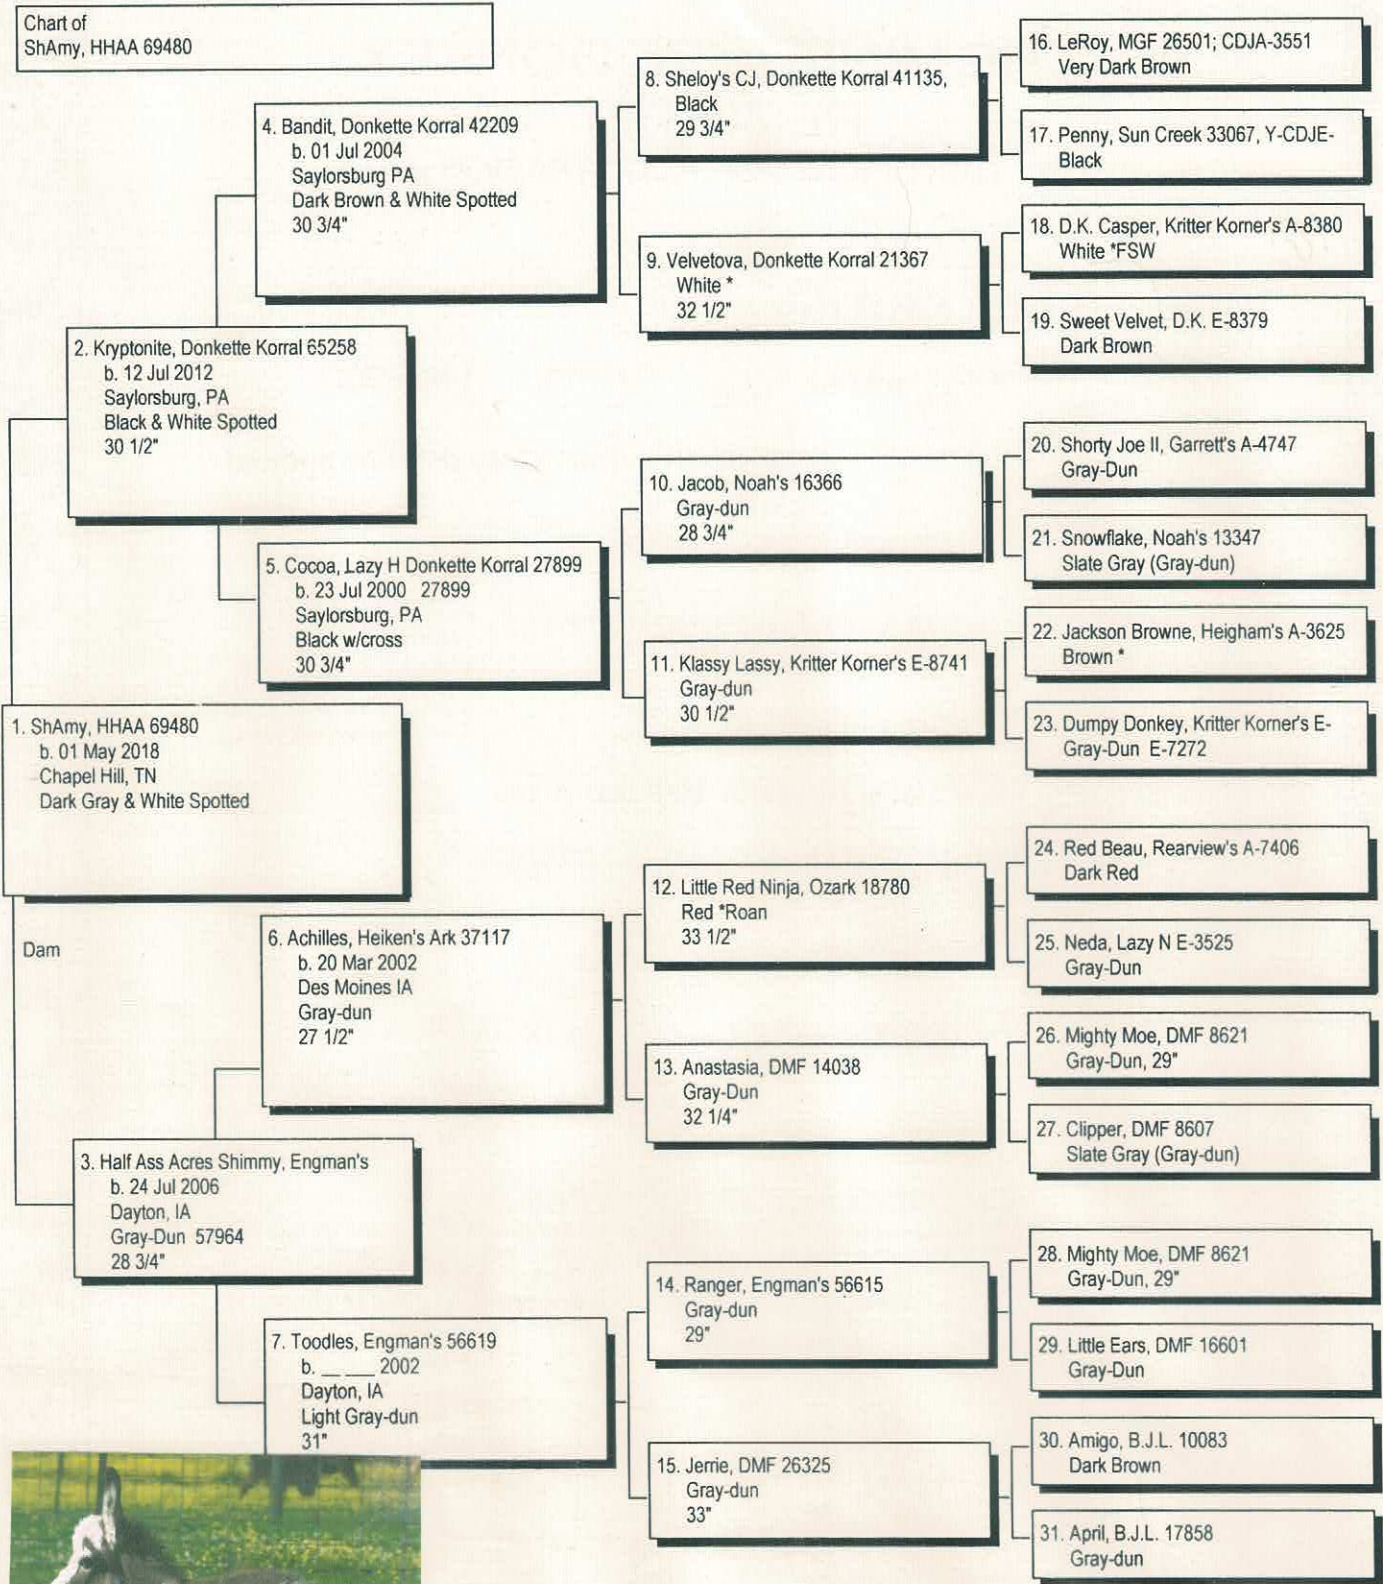 Chart of
ShAmy, HHAA 69480
1. ShAmy, HHAA 69480
b. 01 May 2018
Chapel Hill, TN
Dark Gray & White Spotted
Dam
2. Kryptonite, Donkette Korral 65258
b. 12 Jul 2012
Saylorsburg, PA
Black & White Spotted
30 1/2"
3. Half Ass Acres Shimmy, Engman's
b. 24 Jul 2006
Dayton, IA
Gray-Dun 57964
28 3/4"
4. Bandit, Donkette Korral 42209
b. 01 Jul 2004
Saylorsburg PA
Dark Brown & White Spotted
30 3/4"
5. Cocoa, Lazy H Donkette Korral 27899
b. 23 Jul 2000 27899
Saylorsburg, PA
Black w/cross
30 3/4"
6. Achilles, Heiken's Ark 37117
b. 20 Mar 2002
Des Moines IA
Gray-dun
27 1/2"
7. Toodles, Engman's 56619
b. __ ___ 2002
Dayton, IA
Light Gray-dun
31"
8. Sheloy's CJ, Donkette Korral 41135,
Black
29 3/4"
9. Velvetova, Donkette Korral 21367
White *
32 1/2"
10. Jacob, Noah's 16366
Gray-dun
28 3/4"
11. Klassy Lassy, Kritter Korner's E-8741
Gray-dun
30 1/2"
12. Little Red Ninja, Ozark 18780
Red *Roan
33 1/2"
13. Anastasia, DMF 14038
Gray-Dun
32 1/4"
14. Ranger, Engman's 56615
Gray-dun
29"
15. Jerrie, DMF 26325
Gray-dun
33"
16. LeRoy, MGF 26501; CDJA-3551
Very Dark Brown
17. Penny, Sun Creek 33067, Y-CDJE-
Black
18. D.K. Casper, Kritter Korner's A-8380
White *FSW
19. Sweet Velvet, D.K. E-8379
Dark Brown
20. Shorty Joe II, Garrett's A-4747
Gray-Dun
21. Snowflake, Noah's 13347
Slate Gray (Gray-dun)
22. Jackson Browne, Heigham's A-3625
Brown *
23. Dumpy Donkey, Kritter Korner's E-
Gray-Dun E-7272
24. Red Beau, Rearview's A-7406
Dark Red
25. Neda, Lazy N E-3525
Gray-Dun
26. Mighty Moe, DMF 8621
Gray-Dun, 29"
27. Clipper, DMF 8607
Slate Gray (Gray-dun)
28. Mighty Moe, DMF 8621
Gray-Dun, 29"
29. Little Ears, DMF 16601
Gray-Dun
30. Amigo, B.J.L. 10083
Dark Brown
31. April, B.J.L. 17858
Gray-dun